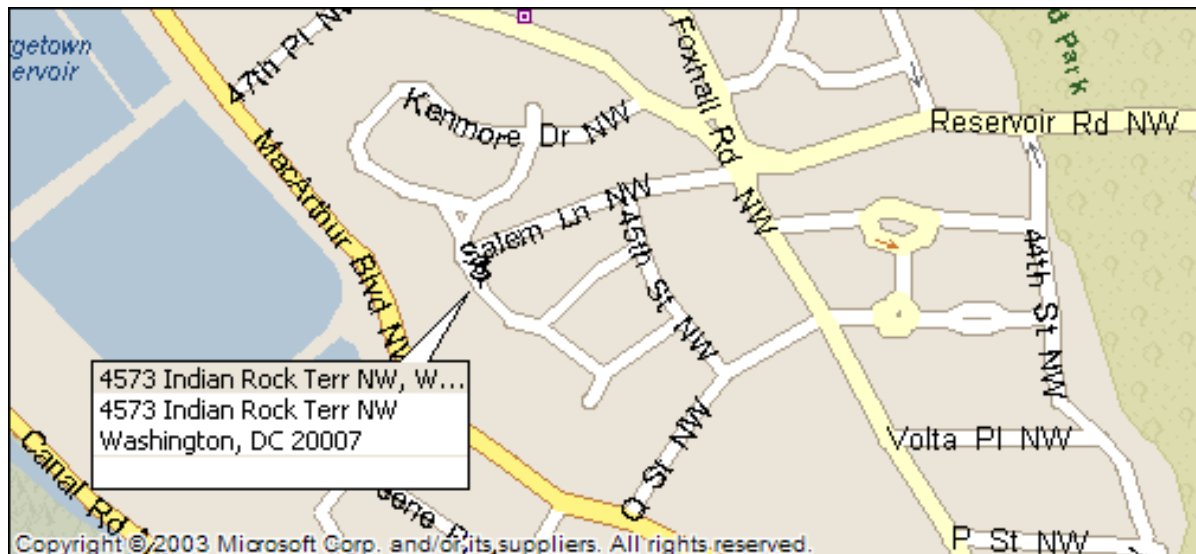 rgetown
ervoir
47th Pl NW
Foxhall Rd NW
d Park
Kenmore Dr NW
Reservoir Rd NW
MacArthur Blvd NW
Salem Ln NW
45th St NW
44th St NW
4573 Indian Rock Terr NW, W...
4573 Indian Rock Terr NW
Washington, DC 20007
Canal Rd
Q St NW
Volta Pl NW
P St NW
Copyright © 2003 Microsoft Corp. and/or its suppliers. All rights reserved.